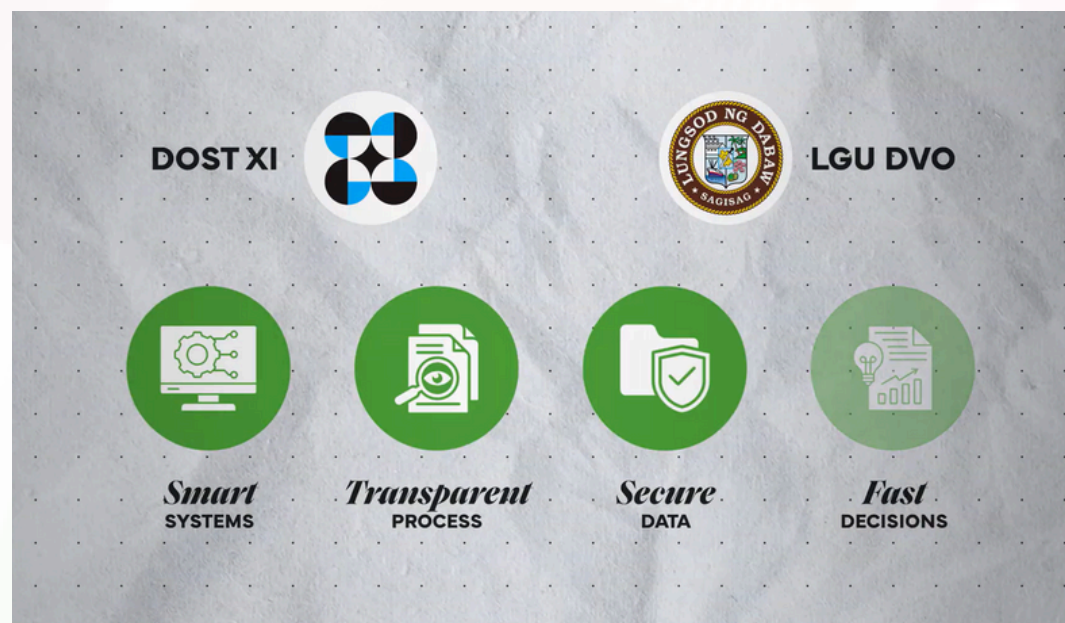 DOST XI
LUNGSOD NG DABAW
SAGISAG
LGU DVO
Smart
SYSTEMS
Transparent
PROCESS
Secure
DATA
Fast
DECISIONS